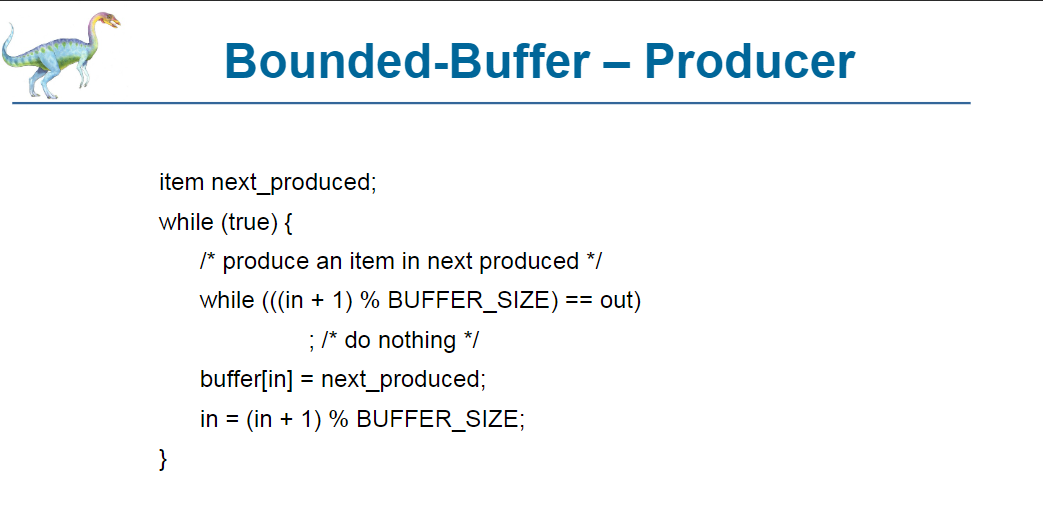 Bounded-Buffer – Producer
item next_produced;
while (true) {
/* produce an item in next produced */
while (((in + 1) % BUFFER_SIZE) == out)
; /* do nothing */
buffer[in] = next_produced;
in = (in + 1) % BUFFER_SIZE;
}